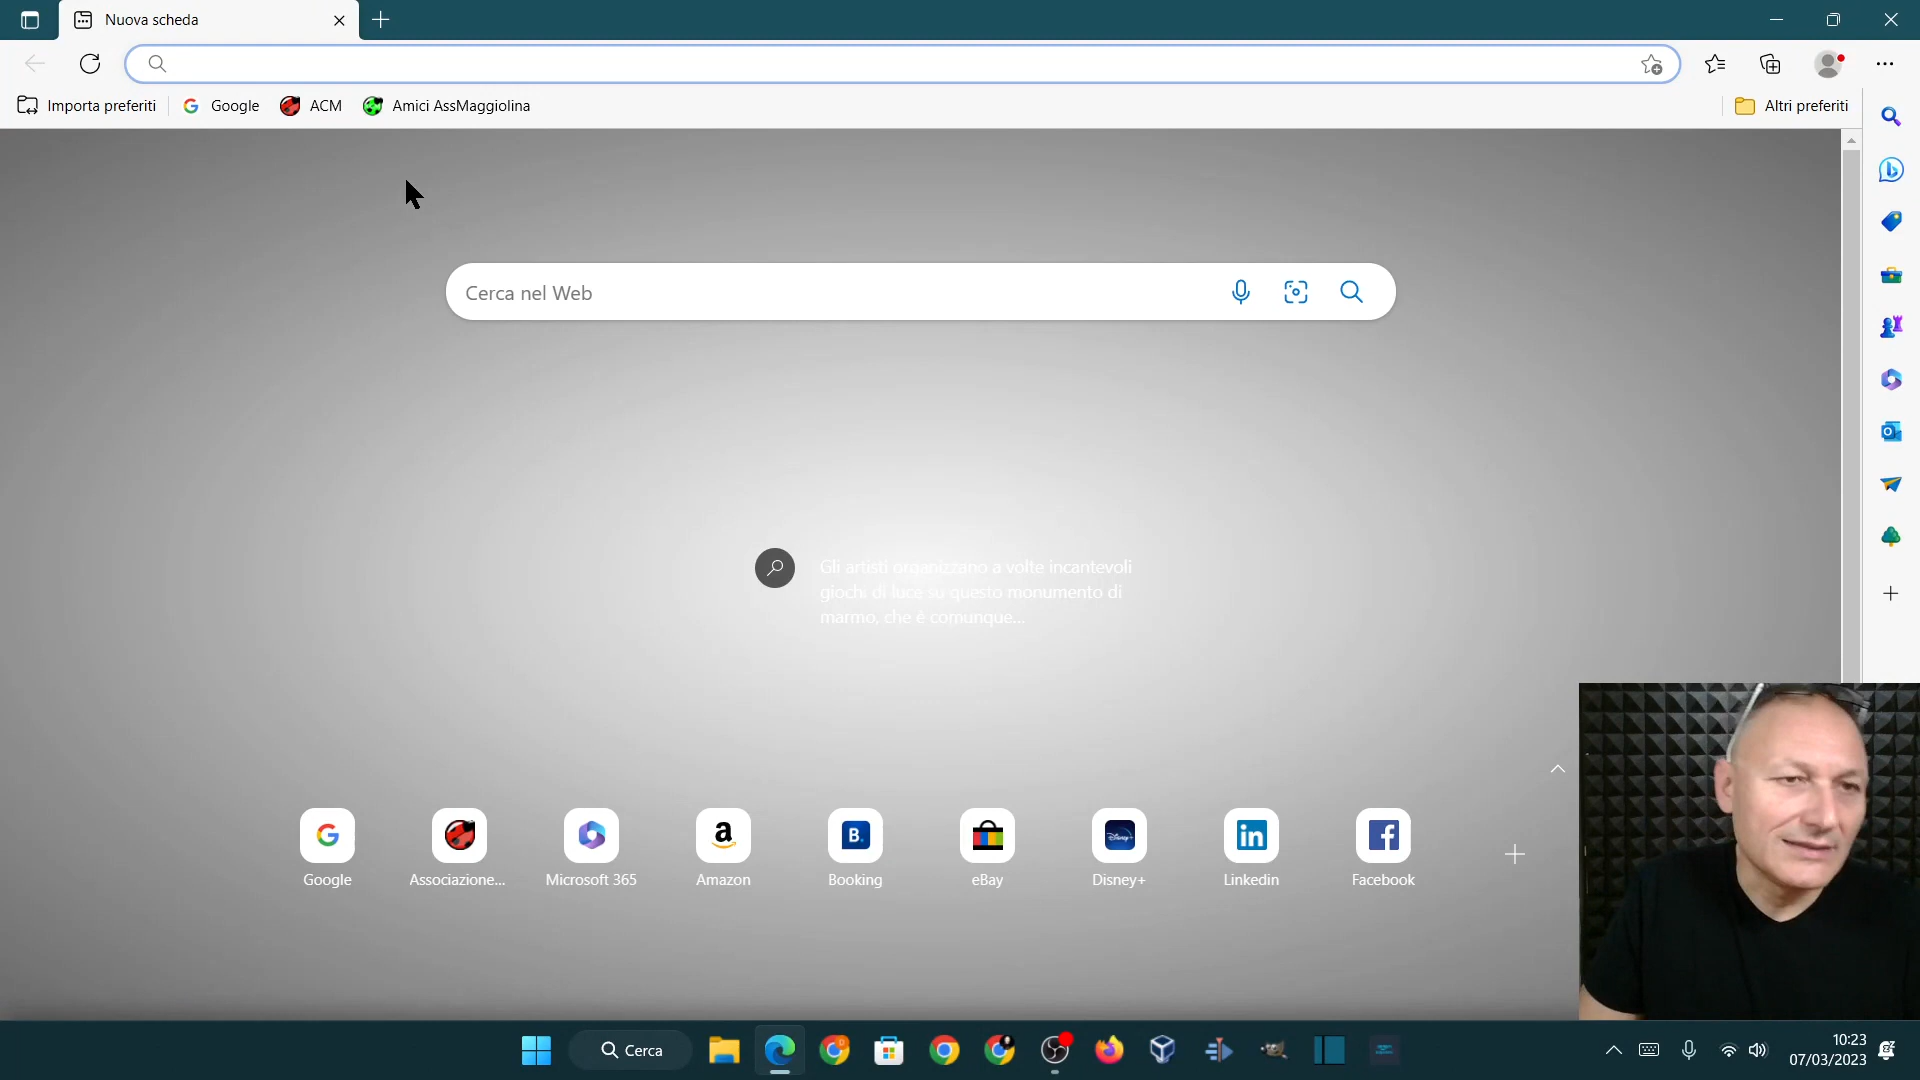 Nuova scheda
Importa preferiti
Google
ACM
Amici AssMaggiolina
Altri preferiti
Cerca nel Web
Gli artisti organizzano a volte incantevoli
giochi di luce su questo monumento di
marmo, che è comunque...
Google
Associazione...
Microsoft 365
Amazon
Booking
eBay
Disney+
Linkedin
Facebook
Cerca
10:23
07/03/2023